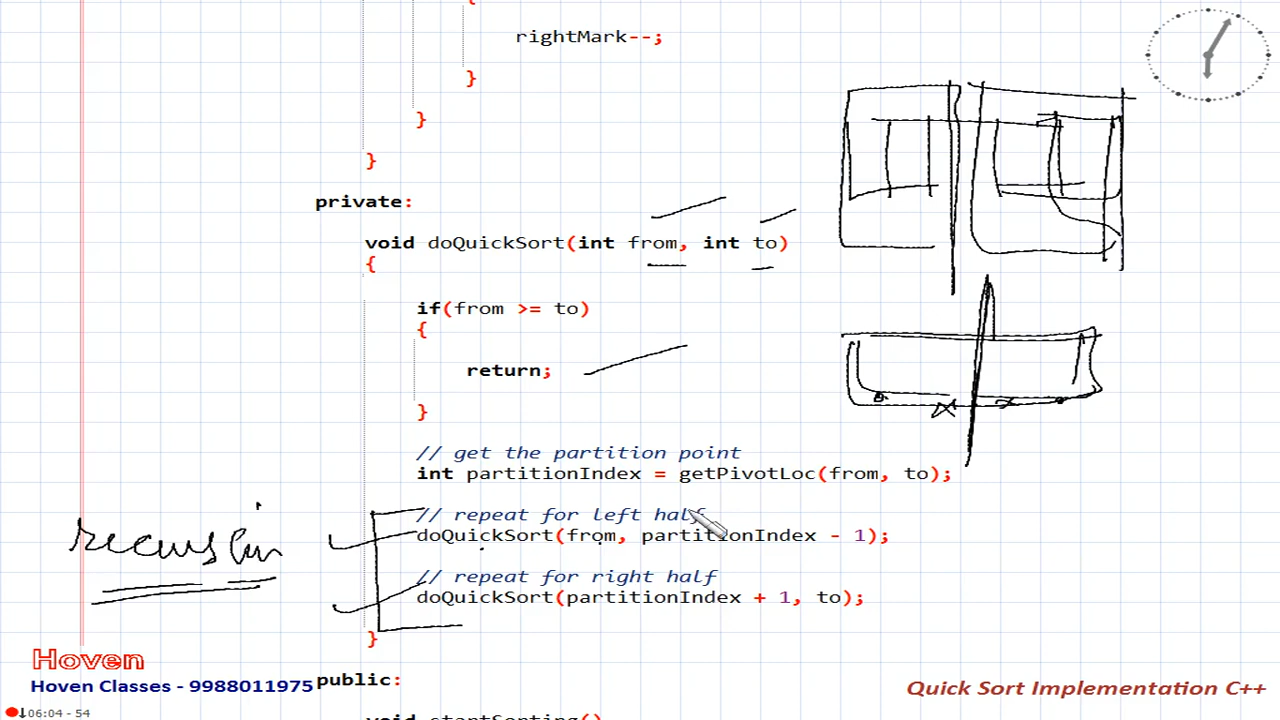 {
rightMark--;
}
}
}
private:
void doQuickSort(int from, int to)
{
if(from >= to)
{
return;
}
// get the partition point
int partitionIndex = getPivotLoc(from, to);
// repeat for left half
doQuickSort(from, partitionIndex - 1);
// repeat for right half
doQuickSort(partitionIndex + 1, to);
}
recursion
Hoven
Hoven Classes - 9988011975
public:
Quick Sort Implementation C++
06:04 - 54
void startSorting()